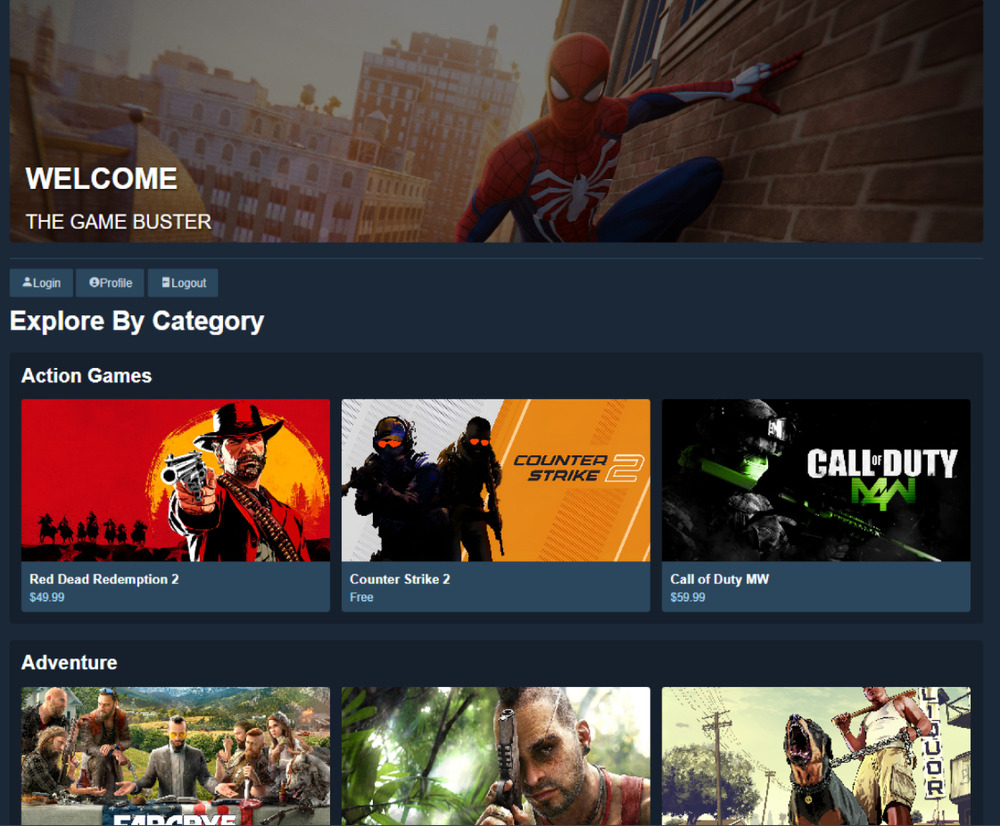 WELCOME
THE GAME BUSTER
Login Profile Logout
Explore By Category
Action Games
COUNTER
STRIKE 2
CALL OF DUTY
MW
Red Dead Redemption 2
$49.99
Counter Strike 2
Free
Call of Duty MW
$59.99
Adventure
LIQUOR
FARCRY5